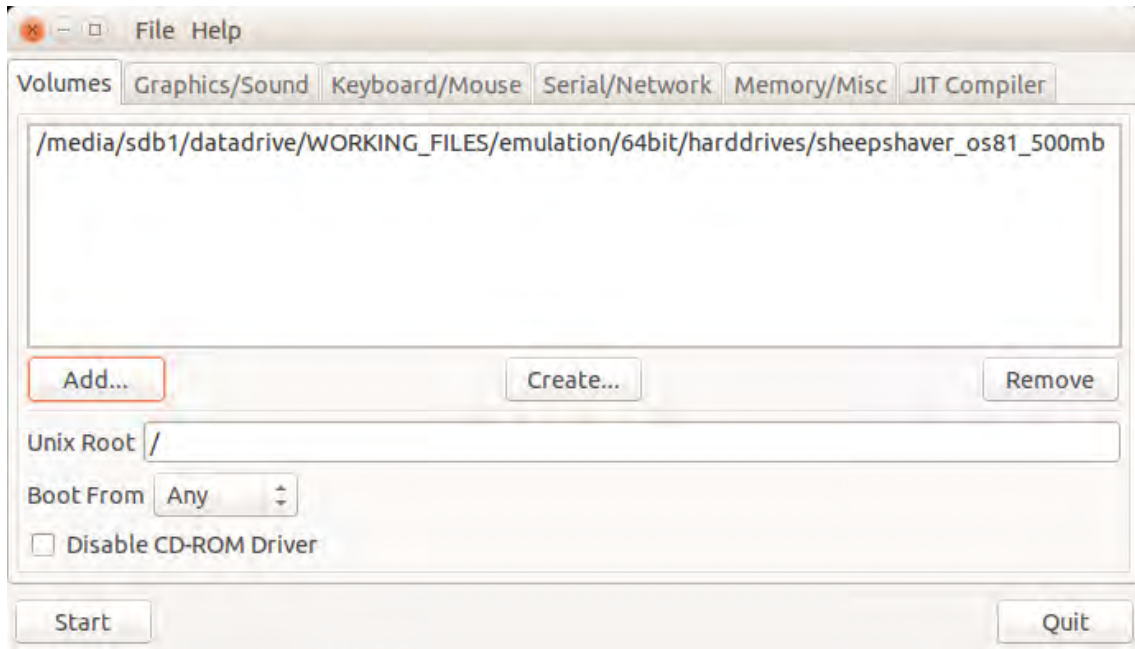 File Help
Volumes Graphics/Sound Keyboard/Mouse Serial/Network Memory/Misc JIT Compiler
/media/sdb1/datadrive/WORKING_FILES/emulation/64bit/harddrives/sheepshaver_os81_500mb
Add... Create... Remove
Unix Root /
Boot From Any
Disable CD-ROM Driver
Start Quit